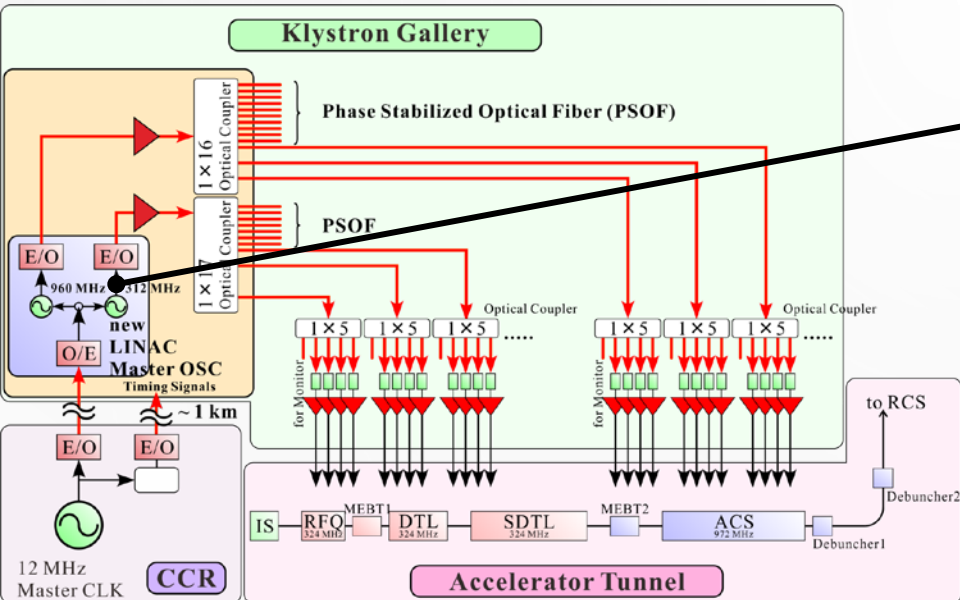 Klystron Gallery
1×16
Optical Coupler
Phase Stabilized Optical Fiber (PSOF)
1×17
Optical Coupler
PSOF
E/O
E/O
960 MHz
312 MHz
O/E
new
LINAC
Master OSC
Timing Signals
~1 km
E/O
E/O
12 MHz
Master CLK
CCR
Optical Coupler
1×5
1×5
1×5
.....
for Monitor
Optical Coupler
1×5
1×5
1×5
.....
for Monitor
to RCS
Debuncher2
IS
RFQ
324 MHz
MEBT1
DTL
324 MHz
SDTL
324 MHz
MEBT2
ACS
972 MHz
Debuncher1
Accelerator Tunnel